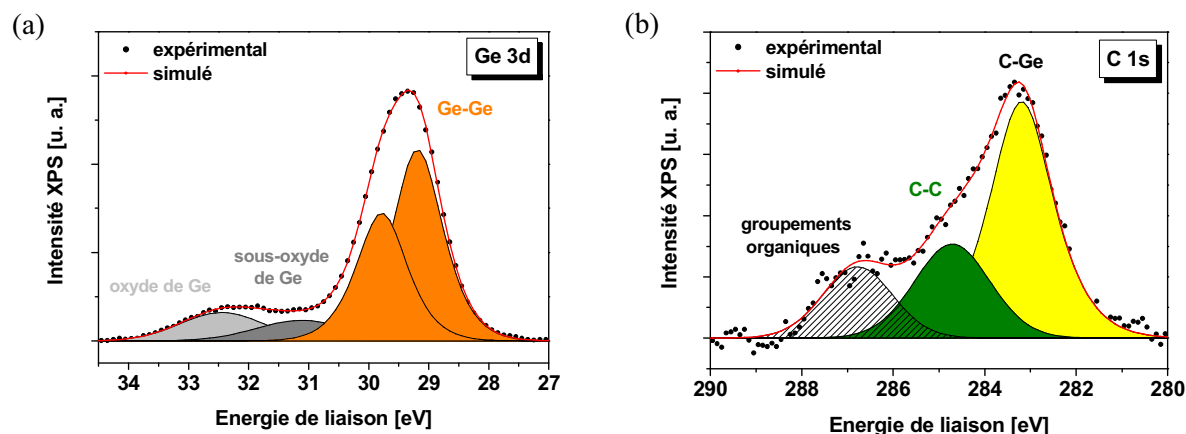 (a)
expérimental
simulé
Ge 3d
Ge-Ge
sous-oxyde
de Ge
oxyde de Ge
Intensité XPS [u. a.]
34 33 32 31 30 29 28 27
Energie de liaison [eV]
(b)
expérimental
simulé
C-Ge
C 1s
C-C
groupements
organiques
Intensité XPS [u. a.]
290 288 286 284 282 280
Energie de liaison [eV]